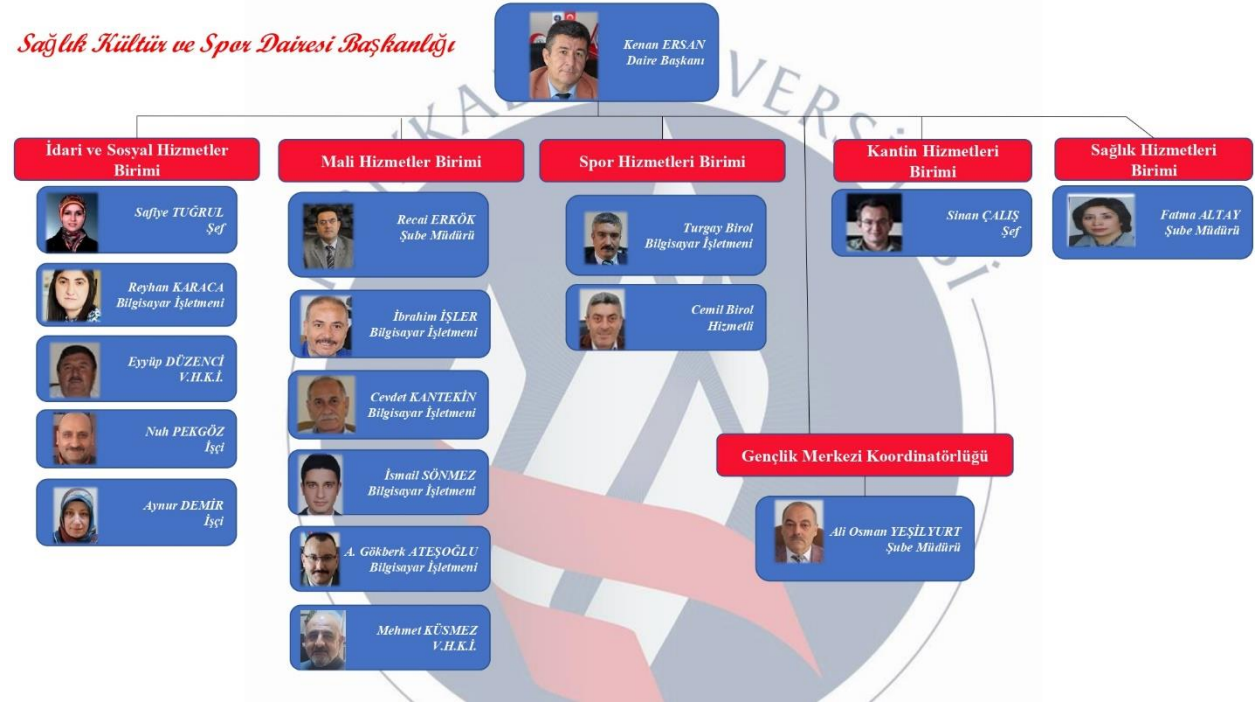 Sağlık Kültür ve Spor Dairesi Başkanlığı
Kenan ERSAN
Daire Başkanı
İdari ve Sosyal Hizmetler
Birimi
Safiye TUĞRUL
Şef
Reyhan KARACA
Bilgisayar İşletmeni
Eyyüp DÜZENCİ
V.H.K.İ.
Nuh PEKGÖZ
İşçi
Aynur DEMİR
İşçi
Mali Hizmetler Birimi
Recai ERKÖK
Şube Müdürü
İbrahim İŞLER
Bilgisayar İşletmeni
Cevdet KANTEKİN
Bilgisayar İşletmeni
İsmail SÖNMEZ
Bilgisayar İşletmeni
A. Gökberk ATEŞOĞLU
Bilgisayar İşletmeni
Mehmet KÜSMEZ
V.H.K.İ.
Spor Hizmetleri Birimi
Turgay Birol
Bilgisayar İşletmeni
Cemil Birol
Hizmetli
Kantin Hizmetleri
Birimi
Sinan ÇALIŞ
Şef
Sağlık Hizmetleri
Birimi
Fatma ALTAY
Şube Müdürü
Gençlik Merkezi Koordinatörlüğü
Ali Osman YEŞİLYURT
Şube Müdürü